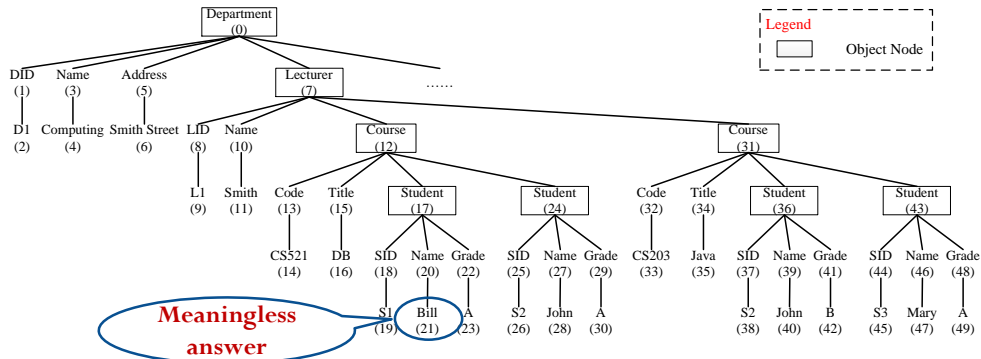 Department
(0)
Legend
Object Node
DID Name Address Lecturer ......
(1) (3) (5) (7)
D1 Computing Smith Street LID Name Course Course
(2) (4) (6) (8) (10) (12) (31)
L1 Smith Code Title Student Student Code Title Student Student
(9) (11) (13) (15) (17) (24) (32) (34) (36) (43)
CS521 DB SID Name Grade SID Name Grade CS203 Java SID Name Grade SID Name Grade
(14) (16) (18) (20) (22) (25) (27) (29) (33) (35) (37) (39) (41) (44) (46) (48)
S1 Bill A S2 John A S2 John B S3 Mary A
(19) (21) (23) (26) (28) (30) (38) (40) (42) (45) (47) (49)
Meaningless
answer